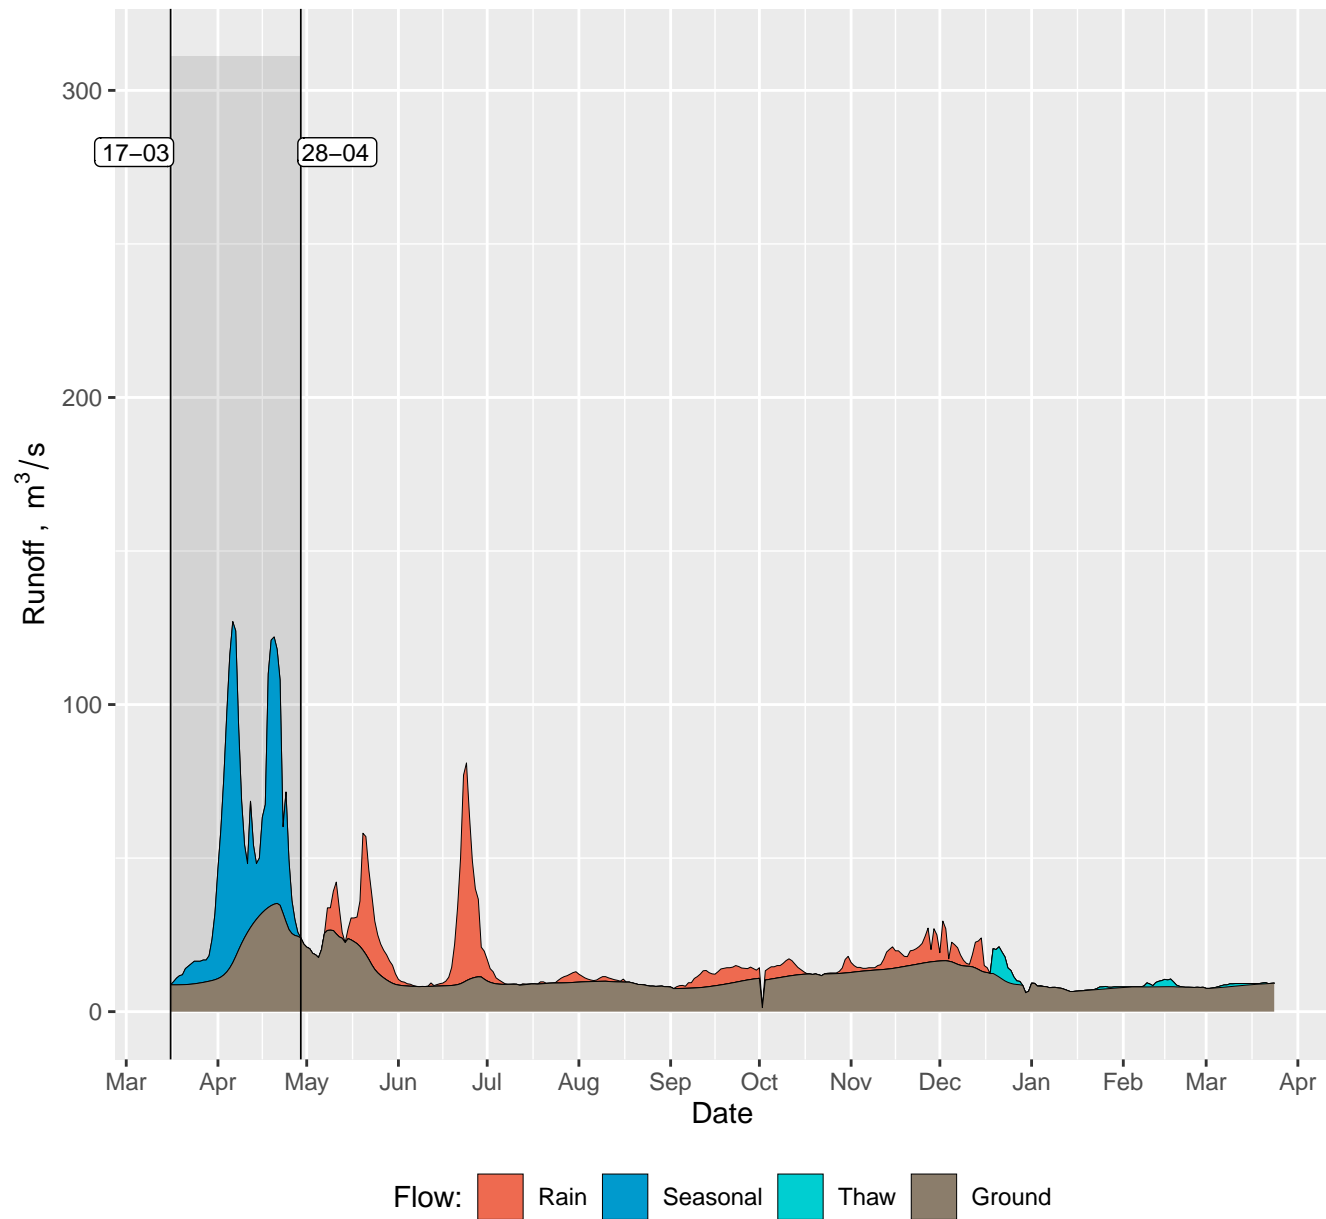 300
17−03 28−04
200
100
0
Runoff , m³/s
Mar Apr May Jun Jul Aug Sep Oct Nov Dec Jan Feb Mar Apr
Date
Flow: Rain Seasonal Thaw Ground